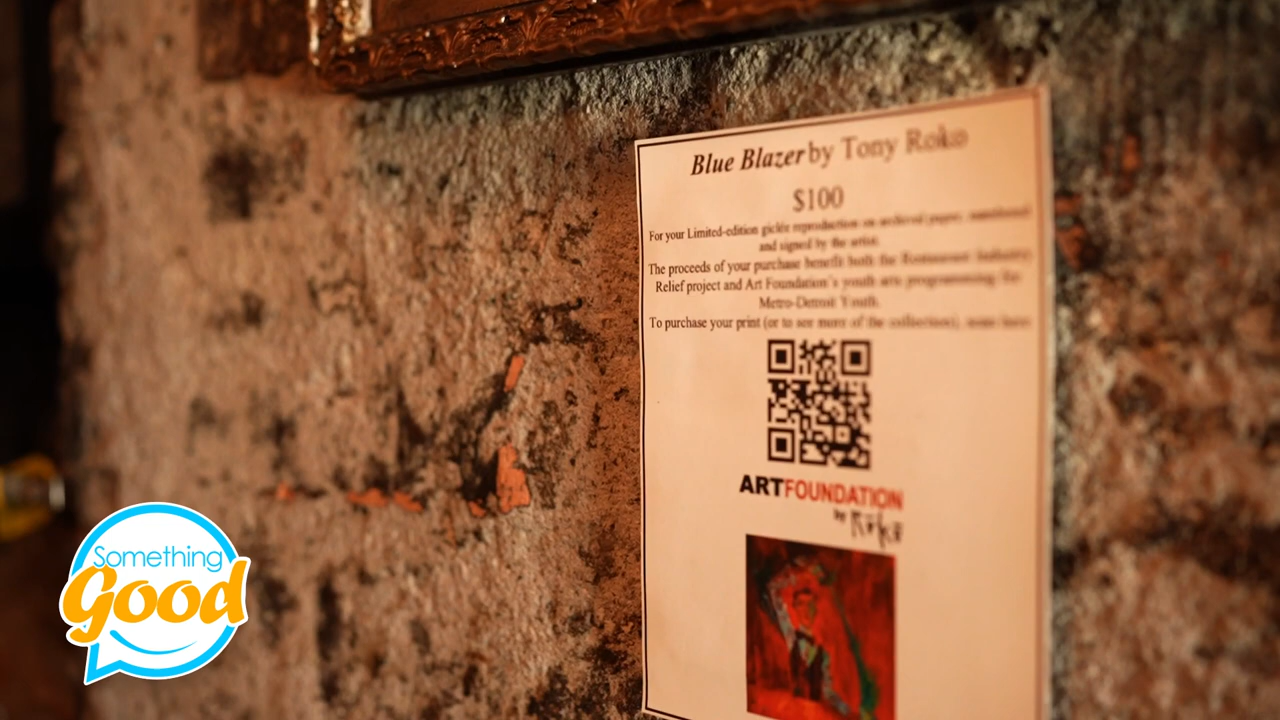 Blue Blazer by Tony Roko
$100
For your Limited-edition giclée reproduction on archival paper, numbered
and signed by the artist.
The proceeds of your purchase benefit both the Restaurant Industry
Relief project and Art Foundation's youth arts programming for
Metro-Detroit Youth.
To purchase your print (or to see more of the collection), scan here
ARTFOUNDATION
by Roko
Something
Good